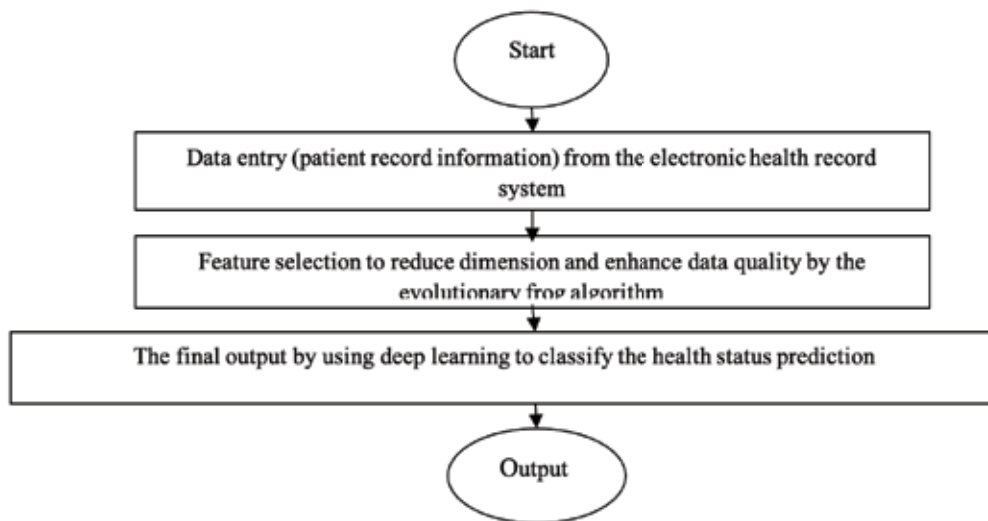 Start
Data entry (patient record information) from the electronic health record
system
Feature selection to reduce dimension and enhance data quality by the
evolutionary frog algorithm
The final output by using deep learning to classify the health status prediction
Output